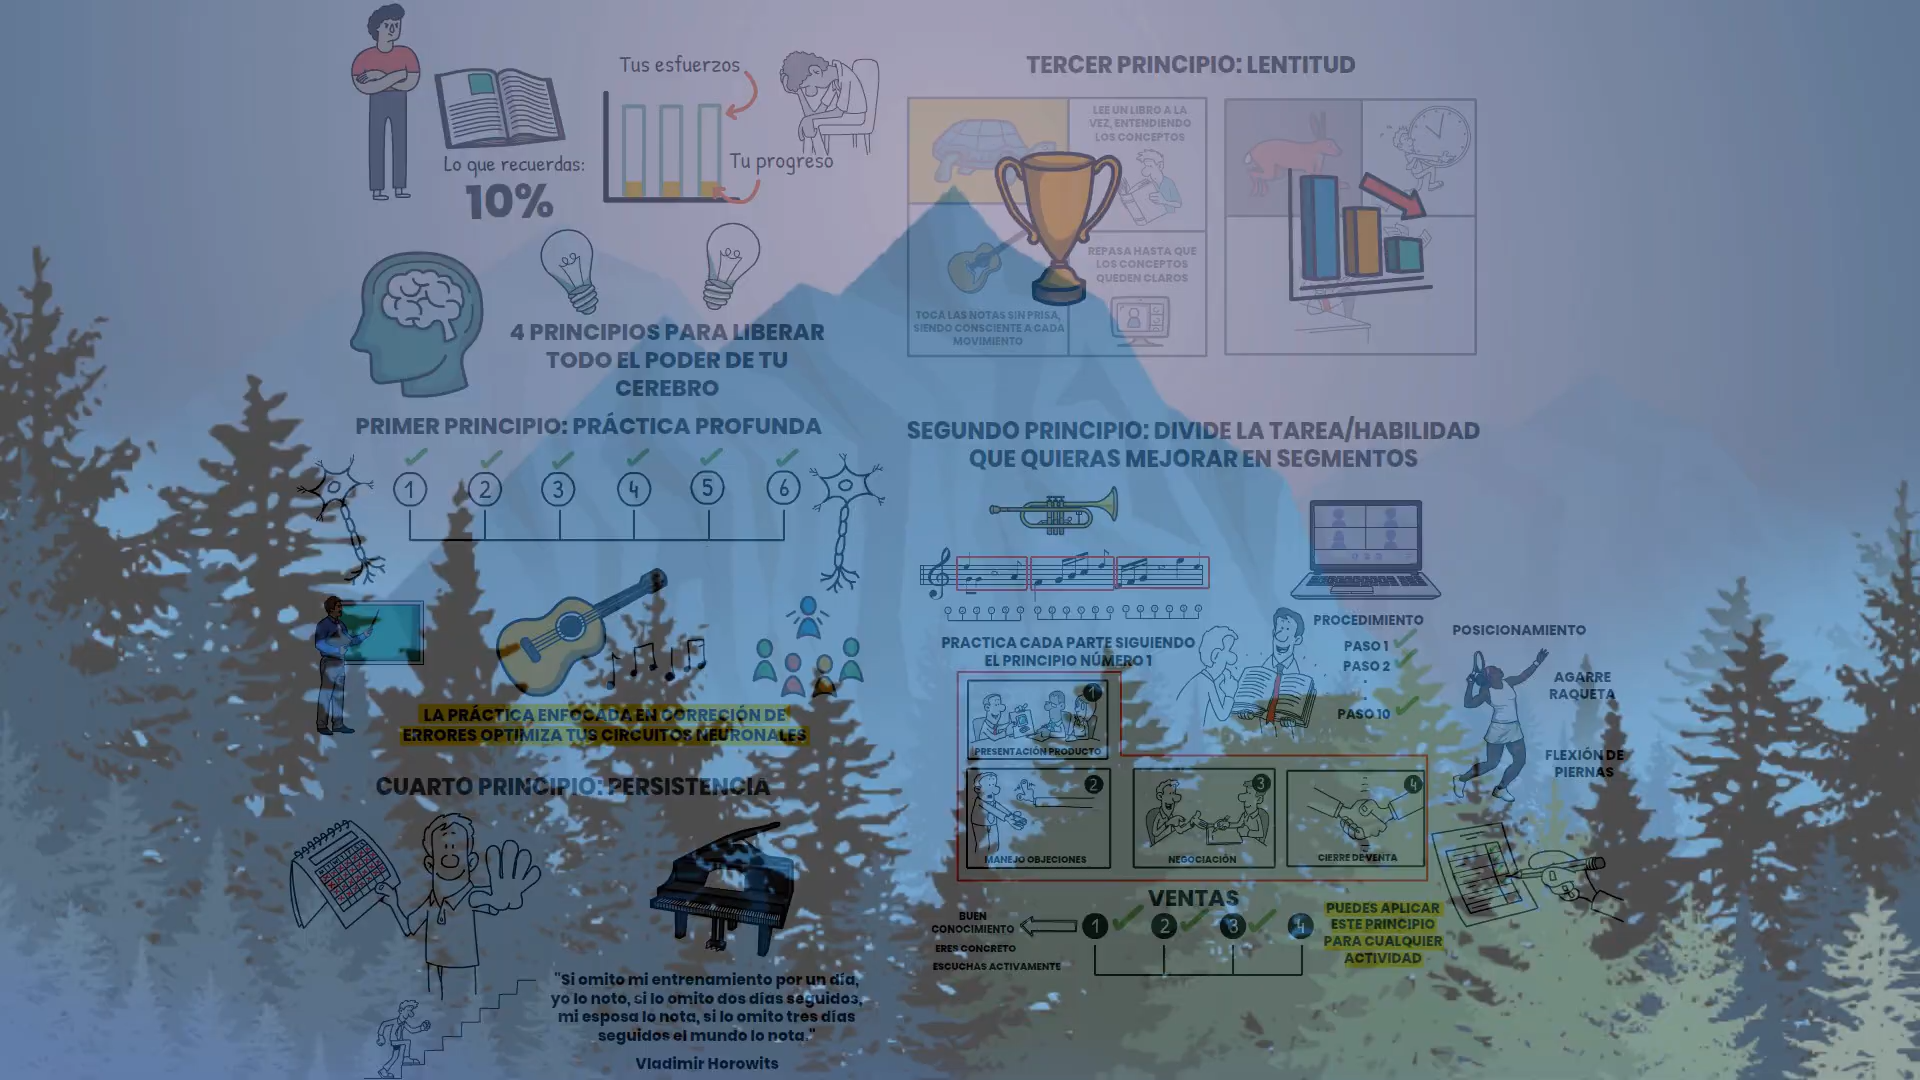 Tus esfuerzos
Lo que recuerdas:
10%
Tu progreso
4 PRINCIPIOS PARA LIBERAR
TODO EL PODER DE TU
CEREBRO
PRIMER PRINCIPIO: PRÁCTICA PROFUNDA
1 2 3 4 5 6
LA PRÁCTICA ENFOCADA EN CORRECIÓN DE
ERRORES OPTIMIZA TUS CIRCUITOS NEURONALES
CUARTO PRINCIPIO: PERSISTENCIA
"Si omito mi entrenamiento por un día,
yo lo noto, si lo omito dos días seguidos,
mi esposa lo nota, si lo omito tres días
seguidos el mundo lo nota."
Vladimir Horowits
TERCER PRINCIPIO: LENTITUD
LEE UN LIBRO A LA
VEZ, ENTENDIENDO
LOS CONCEPTOS
REPASA HASTA QUE
LOS CONCEPTOS
QUEDEN CLAROS
TOCA LAS NOTAS SIN PRISA,
SIENDO CONSCIENTE A CADA
MOVIMIENTO
SEGUNDO PRINCIPIO: DIVIDE LA TAREA/HABILIDAD
QUE QUIERAS MEJORAR EN SEGMENTOS
PRACTICA CADA PARTE SIGUIENDO
EL PRINCIPIO NÚMERO 1
PROCEDIMIENTO
PASO 1
PASO 2
.
.
PASO 10
POSICIONAMIENTO
AGARRE
RAQUETA
FLEXIÓN DE
PIERNAS
1
PRESENTACIÓN PRODUCTO
2
MANEJO OBJECIONES
3
NEGOCIACIÓN
4
CIERRE DE VENTA
VENTAS
BUEN
CONOCIMIENTO
ERES CONCRETO
ESCUCHAS ACTIVAMENTE
1 2 3 4
PUEDES APLICAR
ESTE PRINCIPIO
PARA CUALQUIER
ACTIVIDAD